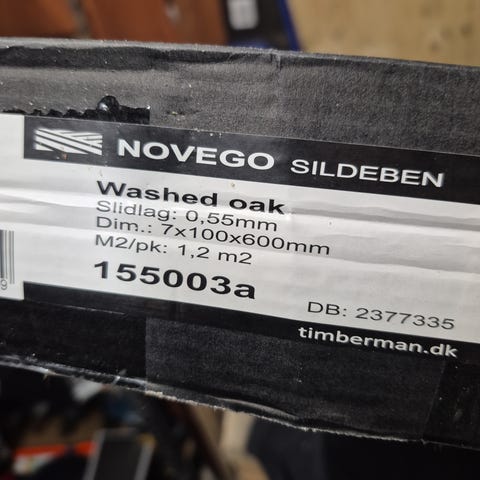 NOVEGO SILDEBEN
Washed oak
Slidlag: 0,55mm
Dim.: 7x100x600mm
M2/pk: 1,2 m2
155003a
DB: 2377335
timberman.dk
9